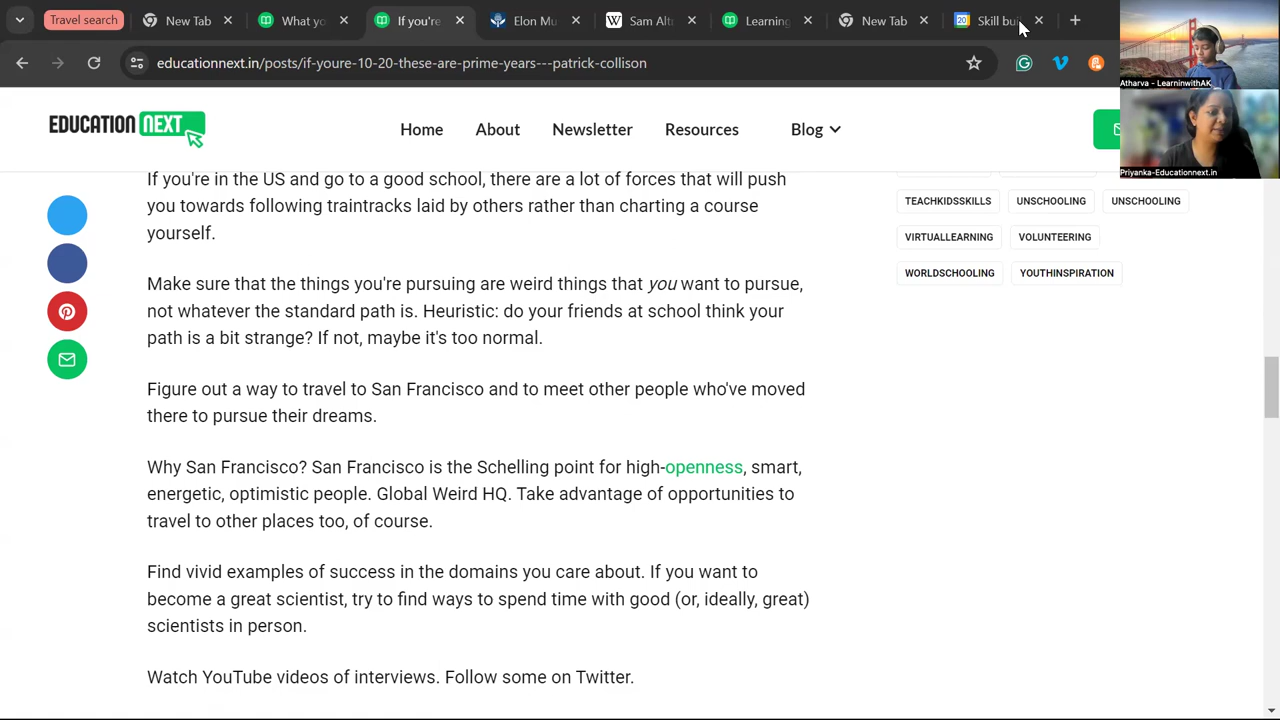 Travel search
New Tab
What yo
If you're
Elon Mu
Sam Altr
Learning
New Tab
20
Skill bui
educationnext.in/posts/if-youre-10-20-these-are-prime-years---patrick-collison
Atharva - LearninwithAK
Priyanka-Educationnext.in
EDUCATION NEXT
Home
About
Newsletter
Resources
Blog
If you're in the US and go to a good school, there are a lot of forces that will push
you towards following traintracks laid by others rather than charting a course
yourself.
Make sure that the things you're pursuing are weird things that you want to pursue,
not whatever the standard path is. Heuristic: do your friends at school think your
path is a bit strange? If not, maybe it's too normal.
Figure out a way to travel to San Francisco and to meet other people who've moved
there to pursue their dreams.
Why San Francisco? San Francisco is the Schelling point for high-openness, smart,
energetic, optimistic people. Global Weird HQ. Take advantage of opportunities to
travel to other places too, of course.
Find vivid examples of success in the domains you care about. If you want to
become a great scientist, try to find ways to spend time with good (or, ideally, great)
scientists in person.
Watch YouTube videos of interviews. Follow some on Twitter.
TEACHKIDSSKILLS
UNSCHOOLING
UNSCHOOLING
VIRTUALLEARNING
VOLUNTEERING
WORLDSCHOOLING
YOUTHINSPIRATION